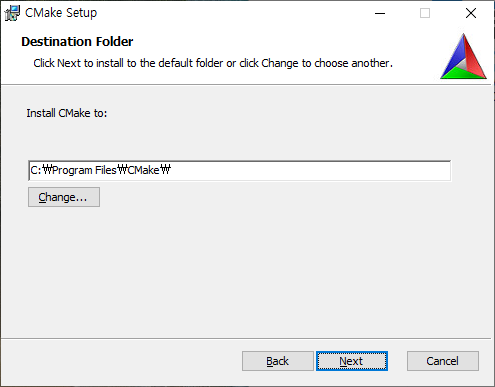 CMake Setup
Destination Folder
Click Next to install to the default folder or click Change to choose another.
Install CMake to:
C:₩Program Files₩CMake₩
Change...
Back
Next
Cancel